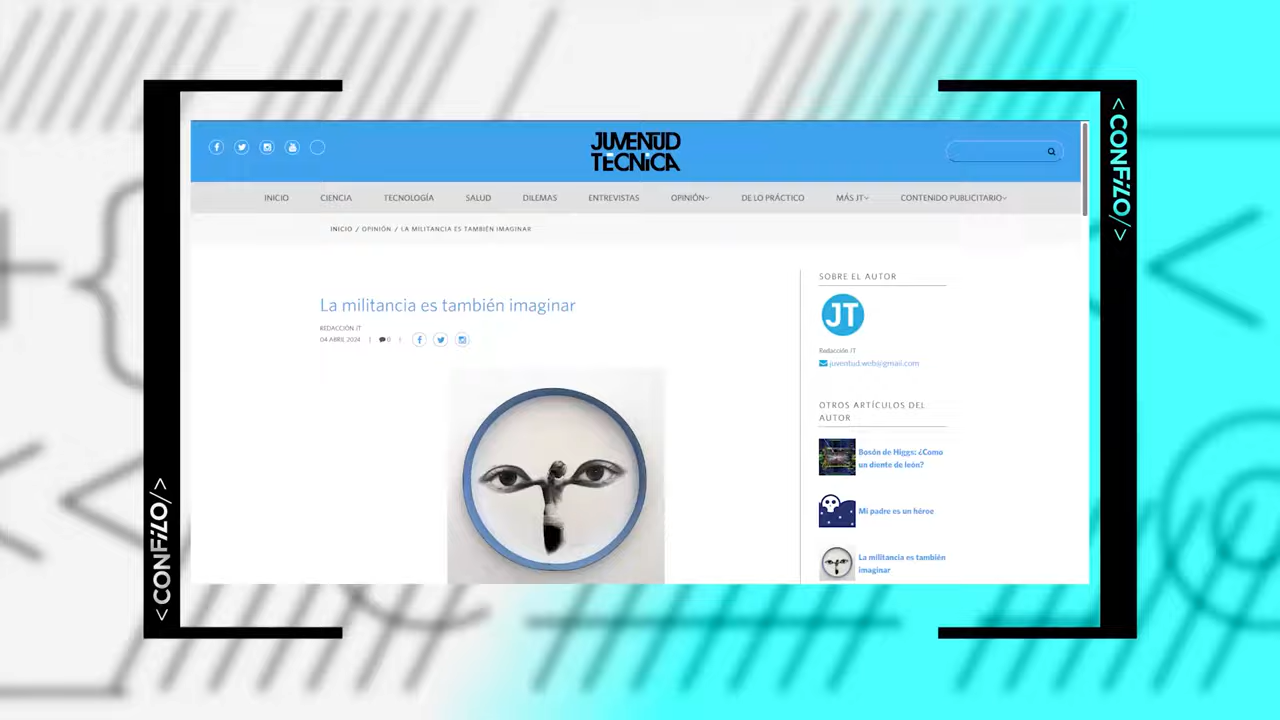 JUVENTUD
TÉCNICA
INICIO CIENCIA TECNOLOGÍA SALUD DILEMAS ENTREVISTAS OPINIÓN DE LO PRÁCTICO MÁS JT CONTENIDO PUBLICITARIO
INICIO / OPINIÓN / LA MILITANCIA ES TAMBIÉN IMAGINAR
La militancia es también imaginar
REDACCIÓN JT
04 ABRIL 2024 | 0 |
SOBRE EL AUTOR
JT
Redacción JT
juventud.web@gmail.com
OTROS ARTÍCULOS DEL
AUTOR
Bosón de Higgs: ¿Como
un diente de león?
Mi padre es un héroe
La militancia es también
imaginar
<CONFILO/>
<CONFILO/>